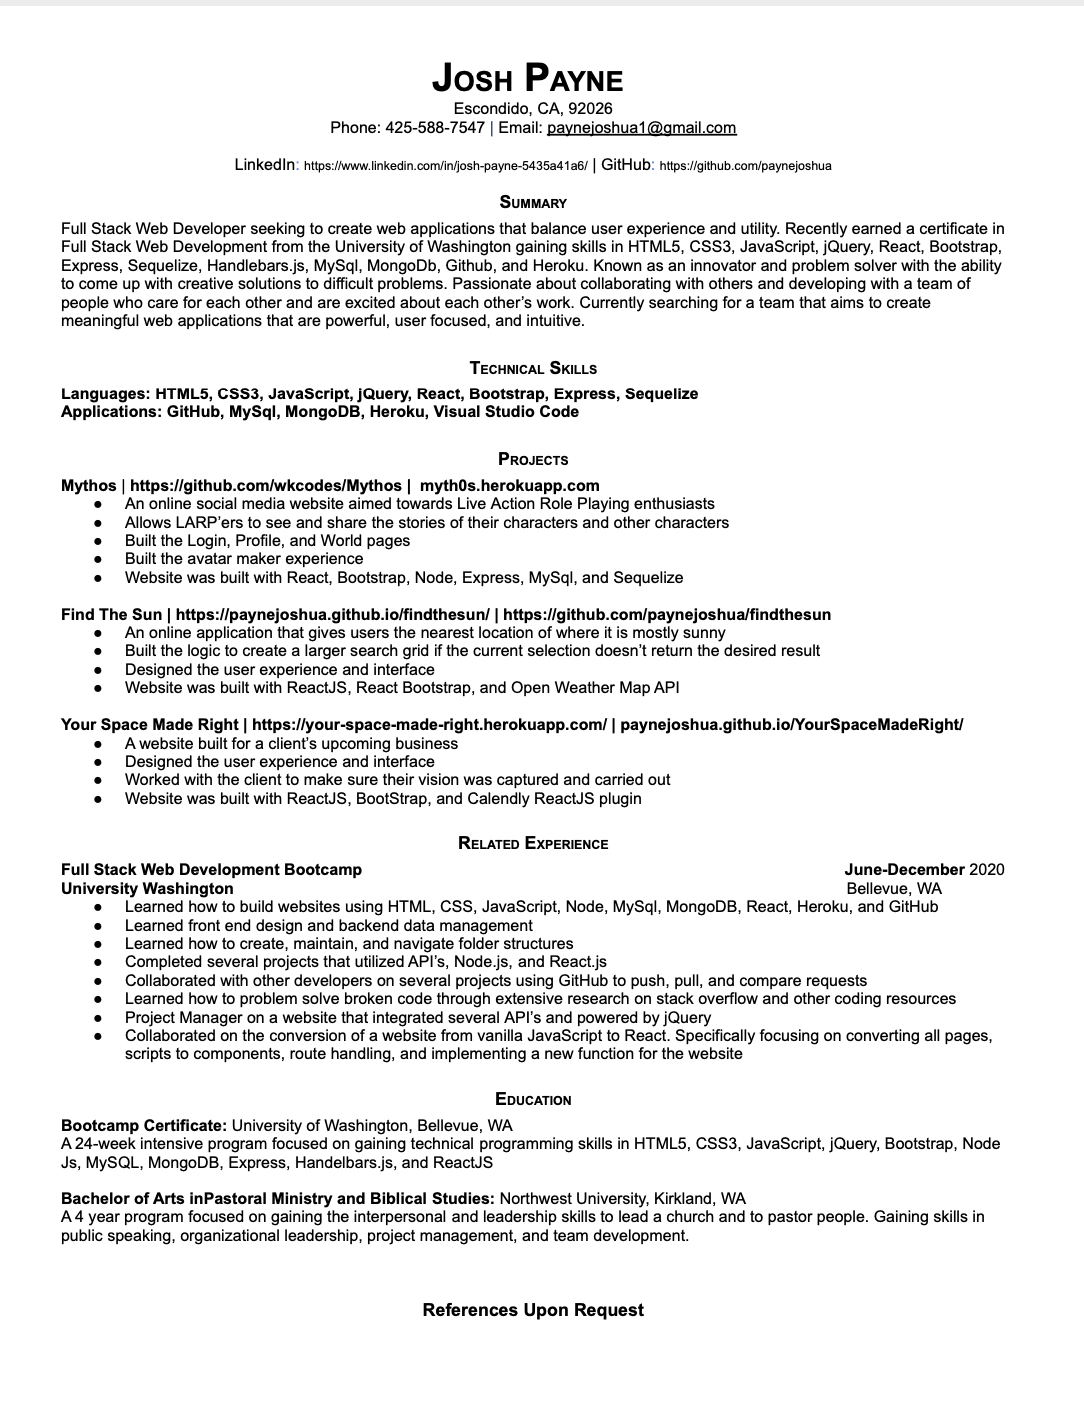 Josh Payne
Escondido, CA, 92026
Phone: 425-588-7547 | Email: paynejoshua1@gmail.com
LinkedIn: https://www.linkedin.com/in/josh-payne-5435a41a6/ | GitHub: https://github.com/paynejoshua
Summary
Full Stack Web Developer seeking to create web applications that balance user experience and utility. Recently earned a certificate in
Full Stack Web Development from the University of Washington gaining skills in HTML5, CSS3, JavaScript, jQuery, React, Bootstrap,
Express, Sequelize, Handlebars.js, MySql, MongoDb, Github, and Heroku. Known as an innovator and problem solver with the ability
to come up with creative solutions to difficult problems. Passionate about collaborating with others and developing with a team of
people who care for each other and are excited about each other’s work. Currently searching for a team that aims to create
meaningful web applications that are powerful, user focused, and intuitive.
Technical Skills
Languages: HTML5, CSS3, JavaScript, jQuery, React, Bootstrap, Express, Sequelize
Applications: GitHub, MySql, MongoDB, Heroku, Visual Studio Code
Projects
Mythos | https://github.com/wkcodes/Mythos | myth0s.herokuapp.com
● An online social media website aimed towards Live Action Role Playing enthusiasts
● Allows LARP’ers to see and share the stories of their characters and other characters
● Built the Login, Profile, and World pages
● Built the avatar maker experience
● Website was built with React, Bootstrap, Node, Express, MySql, and Sequelize
Find The Sun | https://paynejoshua.github.io/findthesun/ | https://github.com/paynejoshua/findthesun
● An online application that gives users the nearest location of where it is mostly sunny
● Built the logic to create a larger search grid if the current selection doesn’t return the desired result
● Designed the user experience and interface
● Website was built with ReactJS, React Bootstrap, and Open Weather Map API
Your Space Made Right | https://your-space-made-right.herokuapp.com/ | paynejoshua.github.io/YourSpaceMadeRight/
● A website built for a client’s upcoming business
● Designed the user experience and interface
● Worked with the client to make sure their vision was captured and carried out
● Website was built with ReactJS, BootStrap, and Calendly ReactJS plugin
Related Experience
Full Stack Web Development Bootcamp June-December 2020
University Washington Bellevue, WA
● Learned how to build websites using HTML, CSS, JavaScript, Node, MySql, MongoDB, React, Heroku, and GitHub
● Learned front end design and backend data management
● Learned how to create, maintain, and navigate folder structures
● Completed several projects that utilized API’s, Node.js, and React.js
● Collaborated with other developers on several projects using GitHub to push, pull, and compare requests
● Learned how to problem solve broken code through extensive research on stack overflow and other coding resources
● Project Manager on a website that integrated several API’s and powered by jQuery
● Collaborated on the conversion of a website from vanilla JavaScript to React. Specifically focusing on converting all pages,
scripts to components, route handling, and implementing a new function for the website
Education
Bootcamp Certificate: University of Washington, Bellevue, WA
A 24-week intensive program focused on gaining technical programming skills in HTML5, CSS3, JavaScript, jQuery, Bootstrap, Node
Js, MySQL, MongoDB, Express, Handelbars.js, and ReactJS
Bachelor of Arts inPastoral Ministry and Biblical Studies: Northwest University, Kirkland, WA
A 4 year program focused on gaining the interpersonal and leadership skills to lead a church and to pastor people. Gaining skills in
public speaking, organizational leadership, project management, and team development.
References Upon Request